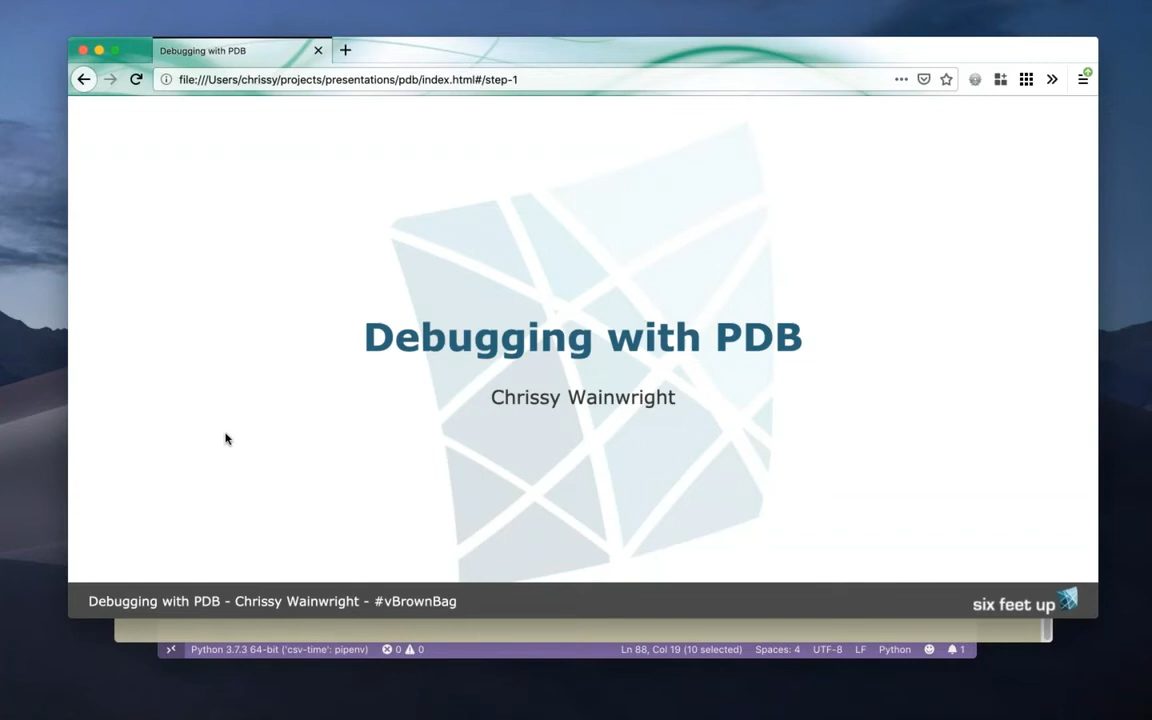 Debugging with PDB
file:///Users/chrissy/projects/presentations/pdb/index.html#/step-1
Debugging with PDB
Chrissy Wainwright
Debugging with PDB - Chrissy Wainwright - #vBrownBag
six feet up
Python 3.7.3 64-bit ('csv-time': pipenv) 0 0 Ln 88, Col 19 (10 selected) Spaces: 4 UTF-8 LF Python 1